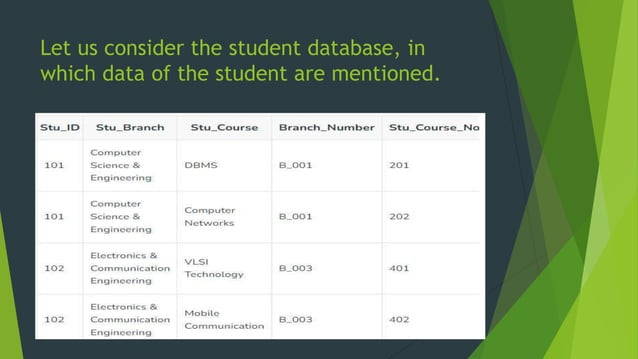 Let us consider the student database, in
which data of the student are mentioned.
Stu_ID Stu_Branch Stu_Course Branch_Number Stu_Course_No
101 Computer Science & Engineering DBMS B_001 201
101 Computer Science & Engineering Computer Networks B_001 202
102 Electronics & Communication Engineering VLSI Technology B_003 401
102 Electronics & Communication Engineering Mobile Communication B_003 402